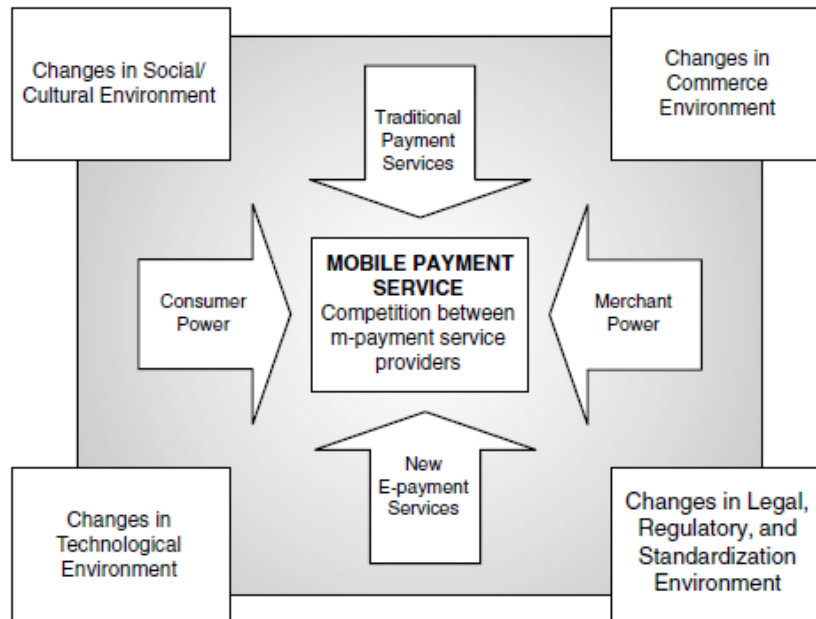 Changes in Social/
Cultural Environment
Changes in
Commerce
Environment
Traditional
Payment
Services
Consumer
Power
MOBILE PAYMENT
SERVICE
Competition between
m-payment service
providers
Merchant
Power
New
E-payment
Services
Changes in
Technological
Environment
Changes in Legal,
Regulatory, and
Standardization
Environment